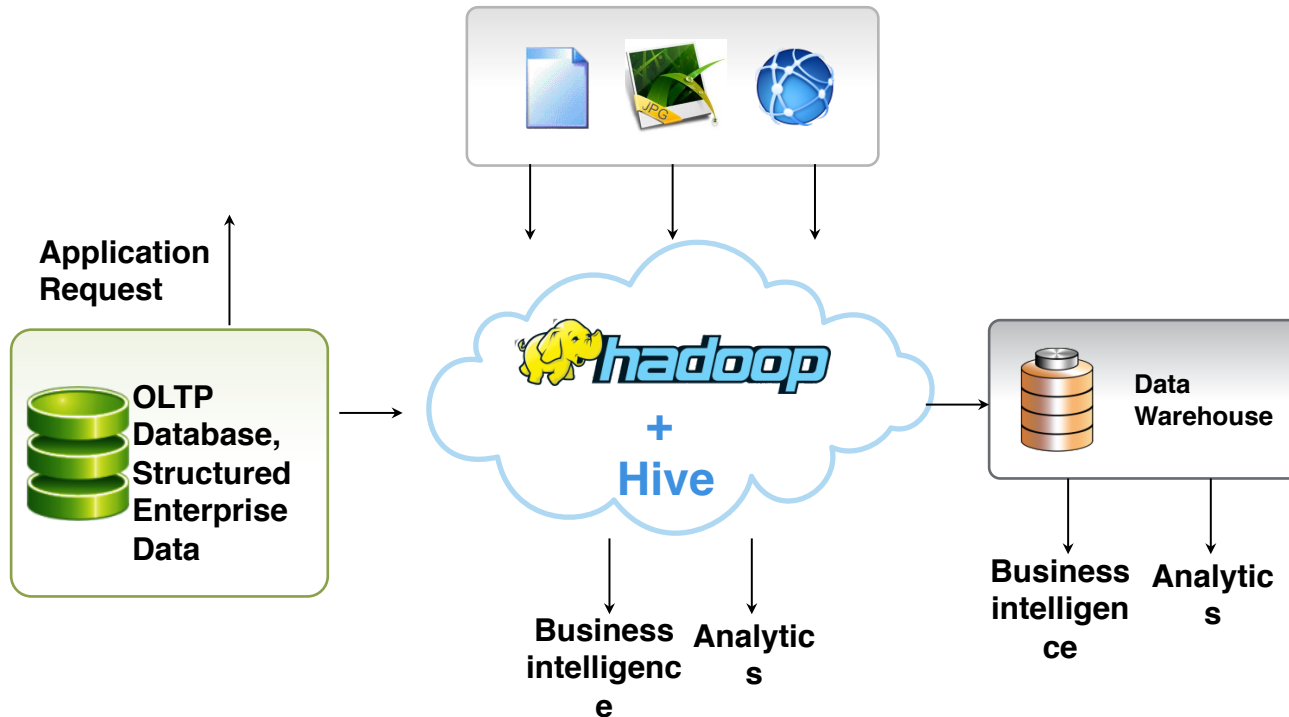 JPG
Application
Request
OLTP
Database,
Structured
Enterprise
Data
hadoop
+
Hive
Data
Warehouse
Business
intelligenc
e
Analytic
s
Business
intelligen
ce
Analytic
s